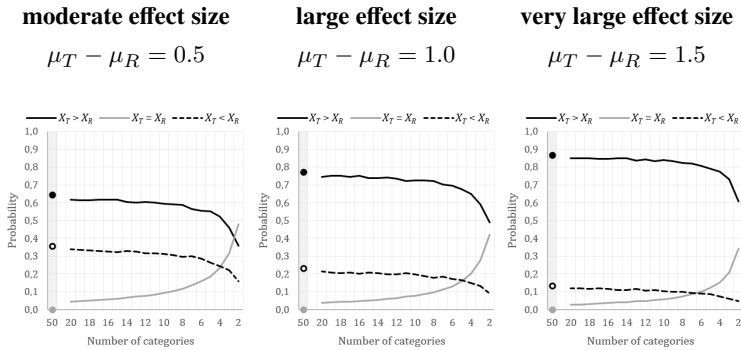 moderate effect size large effect size very large effect size
μT − μR = 0.5 μT − μR = 1.0 μT − μR = 1.5
XT > XR XT = XR XT < XR XT > XR XT = XR XT < XR XT > XR XT = XR XT < XR
1,0 1,0 1,0
0,9 0,9 0,9
0,8 0,8 0,8
0,7 0,7 0,7
0,6 0,6 0,6
0,5 0,5 0,5
0,4 0,4 0,4
0,3 0,3 0,3
0,2 0,2 0,2
0,1 0,1 0,1
0,0 0,0 0,0
Probability Probability Probability
50 20 18 16 14 12 10 8 6 4 2 50 20 18 16 14 12 10 8 6 4 2 50 20 18 16 14 12 10 8 6 4 2
Number of categories Number of categories Number of categories